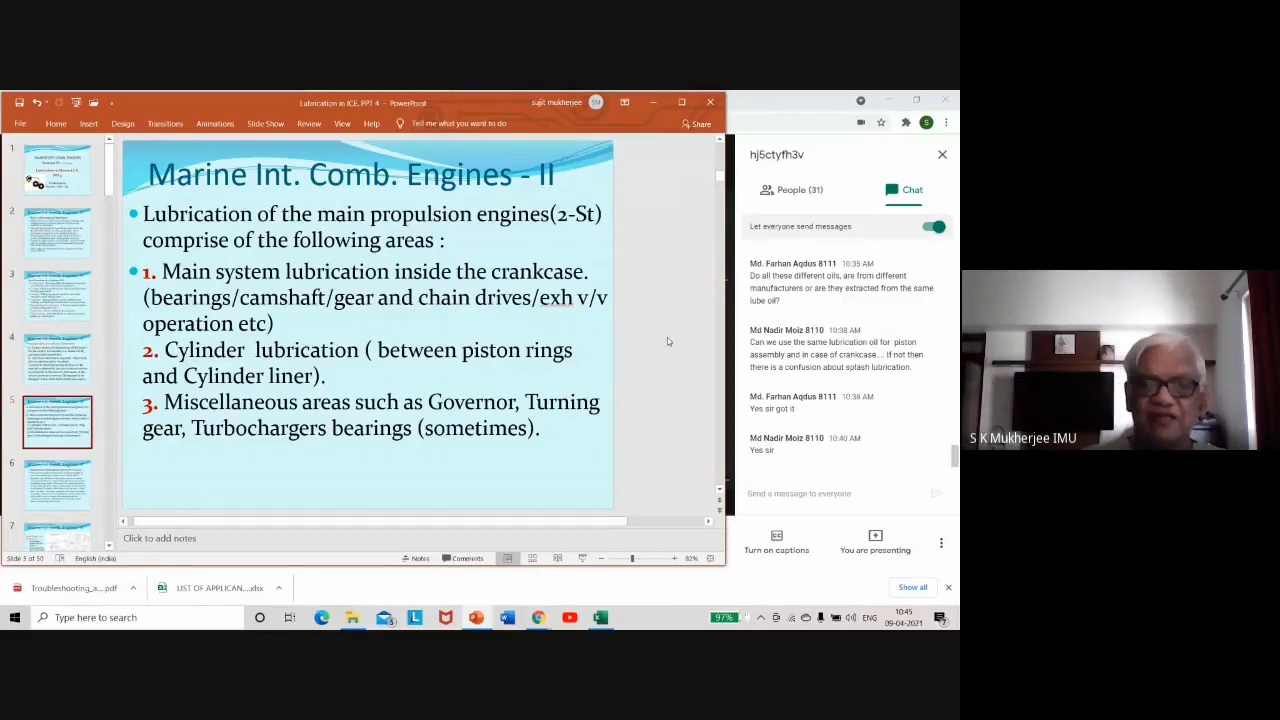 Lubrication in ICE, PPT 4 - PowerPoint
sujit mukherjee
SM
File Home Insert Design Transitions Animations Slide Show Review View Help Tell me what you want to do Share
1
2
3
4
5
6
7
Marine Int. Comb. Engines - II
Lubrication of the main propulsion engines(2-St)
comprise of the following areas :
1. Main system lubrication inside the crankcase.
(bearings/camshaft/gear and chain drives/exh v/v
operation etc)
2. Cylinder lubrication ( between piston rings
and Cylinder liner).
3. Miscellaneous areas such as Governor, Turning
gear, Turbochargers bearings (sometimes).
Click to add notes
Slide 5 of 50 English (India) Notes Comments 82%
S
hj5ctyfh3v
People (31) Chat
Let everyone send messages
Md. Farhan Aqdus 8111 10:35 AM
Do all these different oils, are from different
manufacturers or are they extracted from the same
lube oil?
Md Nadir Moiz 8110 10:38 AM
Can we use the same lubrication oil for piston
assembly and in case of crankcase ... If not then
there is a confusion about splash lubrication.
Md. Farhan Aqdus 8111 10:38 AM
Yes sir got it
Md Nadir Moiz 8110 10:40 AM
Yes sir
Send a message to everyone
Turn on captions You are presenting
Troubleshooting_a....pdf LIST OF APPLICAN....xlsx Show all
Type here to search 97% ENG 10:45
09-04-2021
S K Mukherjee IMU